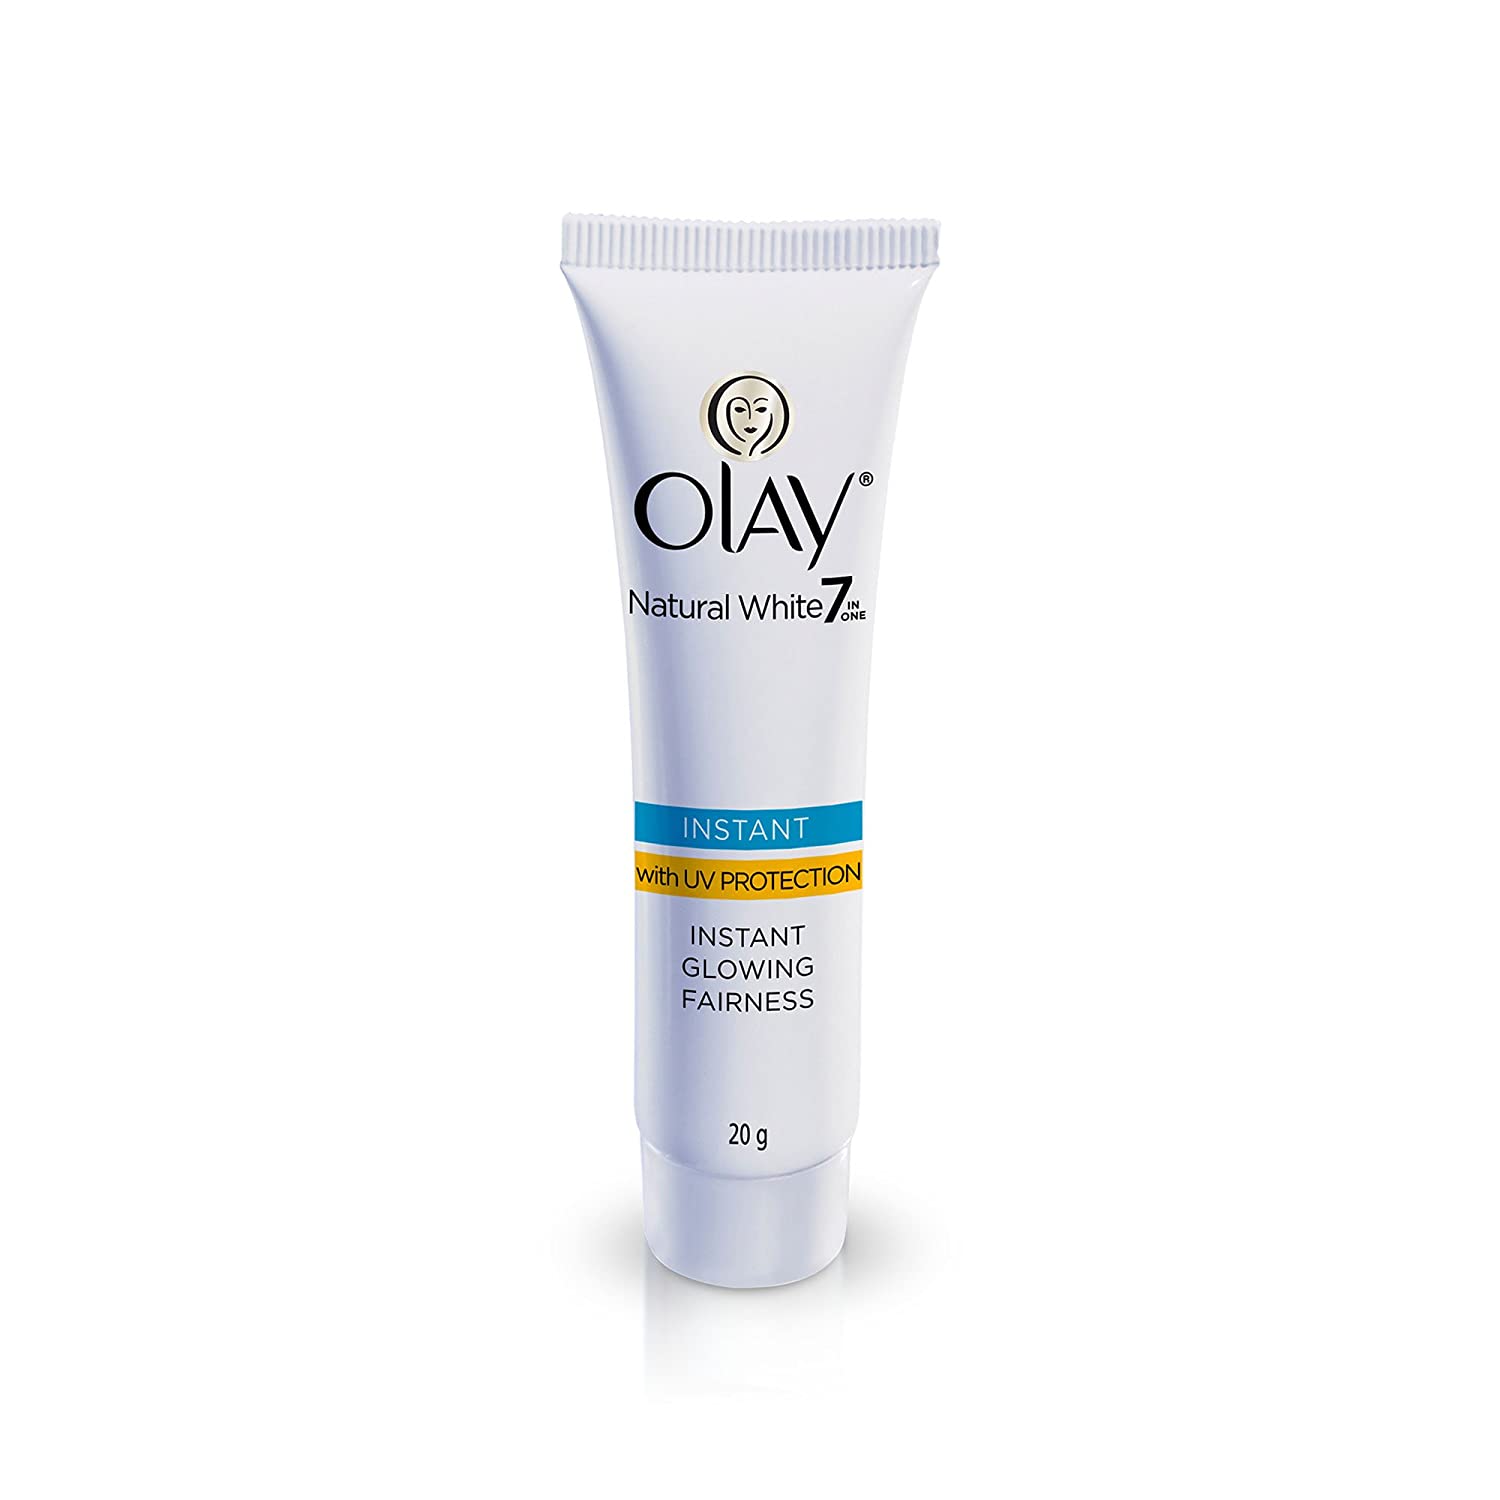 OLAY®
Natural White 7 IN ONE
INSTANT
with UV PROTECTION
INSTANT
GLOWING
FAIRNESS
20 g